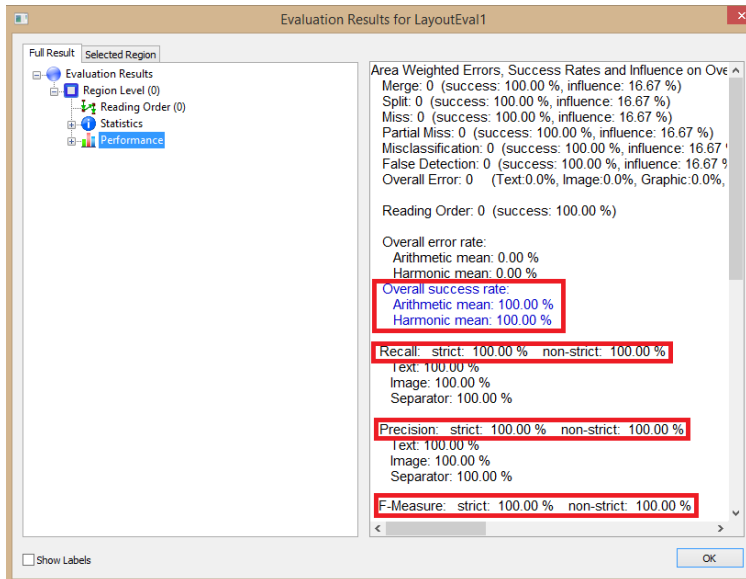 Evaluation Results for LayoutEval1
Full Result
Selected Region
Evaluation Results
Region Level (0)
Reading Order (0)
Statistics
Performance
Area Weighted Errors, Success Rates and Influence on Ove
Merge: 0 (success: 100.00 %, influence: 16.67 %)
Split: 0 (success: 100.00 %, influence: 16.67 %)
Miss: 0 (success: 100.00 %, influence: 16.67 %)
Partial Miss: 0 (success: 100.00 %, influence: 16.67 %)
Misclassification: 0 (success: 100.00 %, influence: 16.67
False Detection: 0 (success: 100.00 %, influence: 16.67 %
Overall Error: 0 (Text:0.0%, Image:0.0%, Graphic:0.0%,
Reading Order: 0 (success: 100.00 %)
Overall error rate:
Arithmetic mean: 0.00 %
Harmonic mean: 0.00 %
Overall success rate:
Arithmetic mean: 100.00 %
Harmonic mean: 100.00 %
Recall: strict: 100.00 % non-strict: 100.00 %
Text: 100.00 %
Image: 100.00 %
Separator: 100.00 %
Precision: strict: 100.00 % non-strict: 100.00 %
Text: 100.00 %
Image: 100.00 %
Separator: 100.00 %
F-Measure: strict: 100.00 % non-strict: 100.00 %
Show Labels
OK